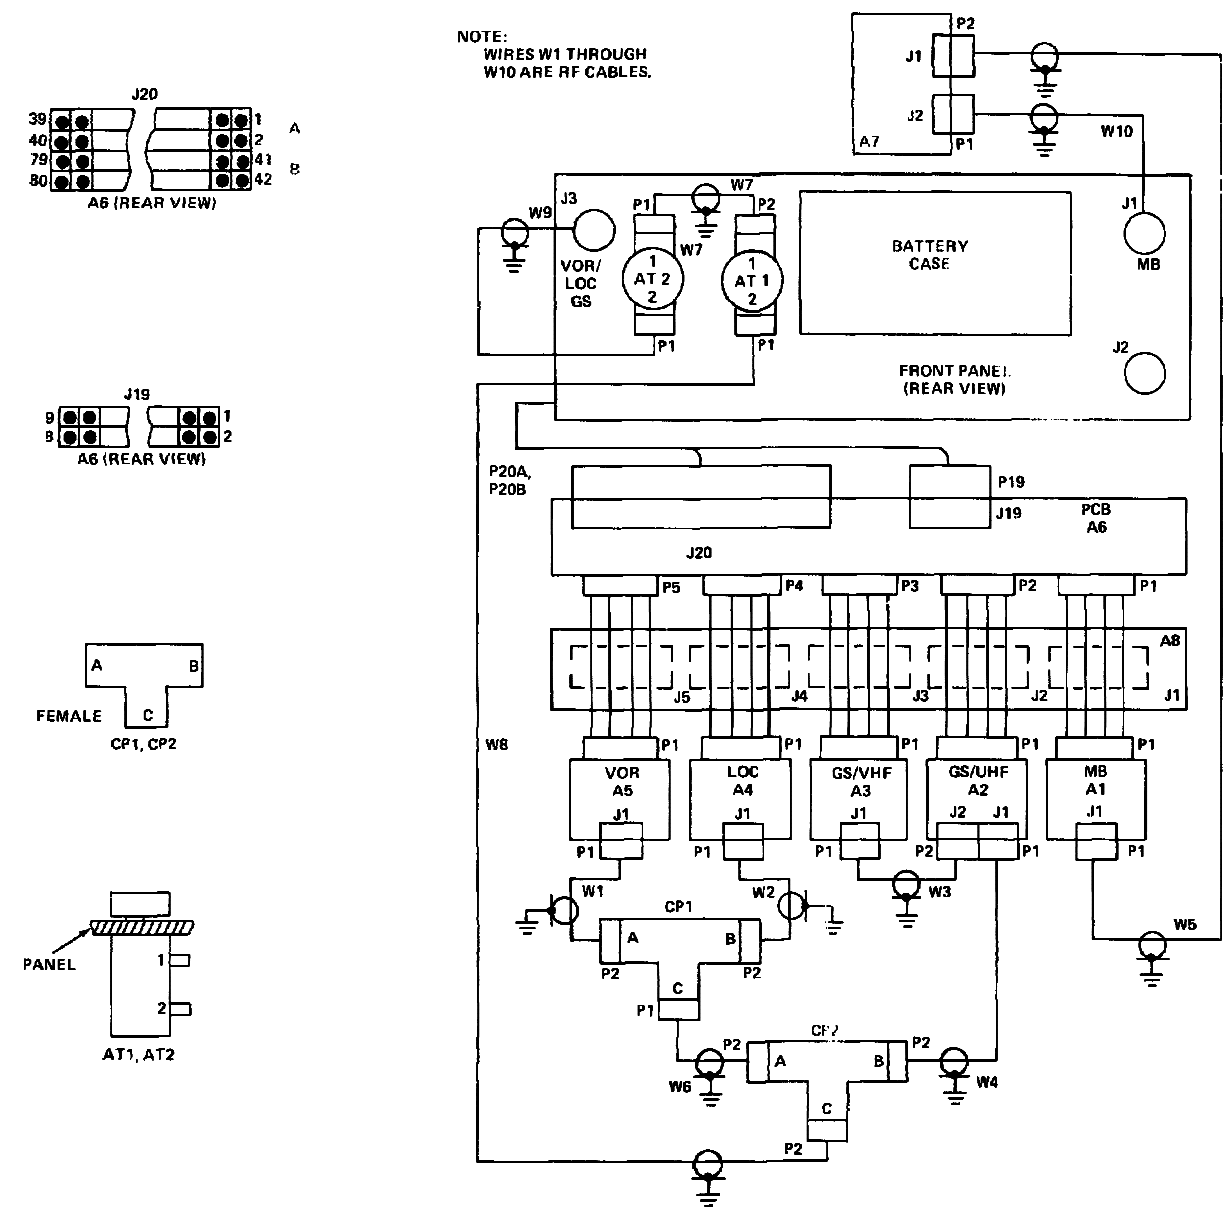 NOTE:
WIRES W1 THROUGH
W10 ARE RF CABLES.
J20
39
40
79
80
1
2
41
42
A
B
A6 (REAR VIEW)
J19
9
8
1
2
A6 (REAR VIEW)
A
B
C
FEMALE
CP1, CP2
PANEL
1
2
AT1, AT2
P2
J1
J2
A7
P1
W10
W9
J3
VOR/
LOC
GS
P1
W7
P2
W7
1
AT 2
2
P1
1
AT 1
2
P1
BATTERY
CASE
J1
MB
J2
FRONT PANEL
(REAR VIEW)
P20A,
P20B
P19
J19
PCB
A6
J20
P5
P4
P3
P2
P1
A8
J5
J4
J3
J2
J1
W8
P1
P1
P1
P1
P1
VOR
A5
J1
LOC
A4
J1
GS/VHF
A3
J1
GS/UHF
A2
J2
J1
MB
A1
J1
P1
P1
P1
P2
P1
P1
W1
W2
W3
W5
CP1
A
B
P2
P2
C
P1
W6
P2
CP2
P2
A
B
W4
C
P2